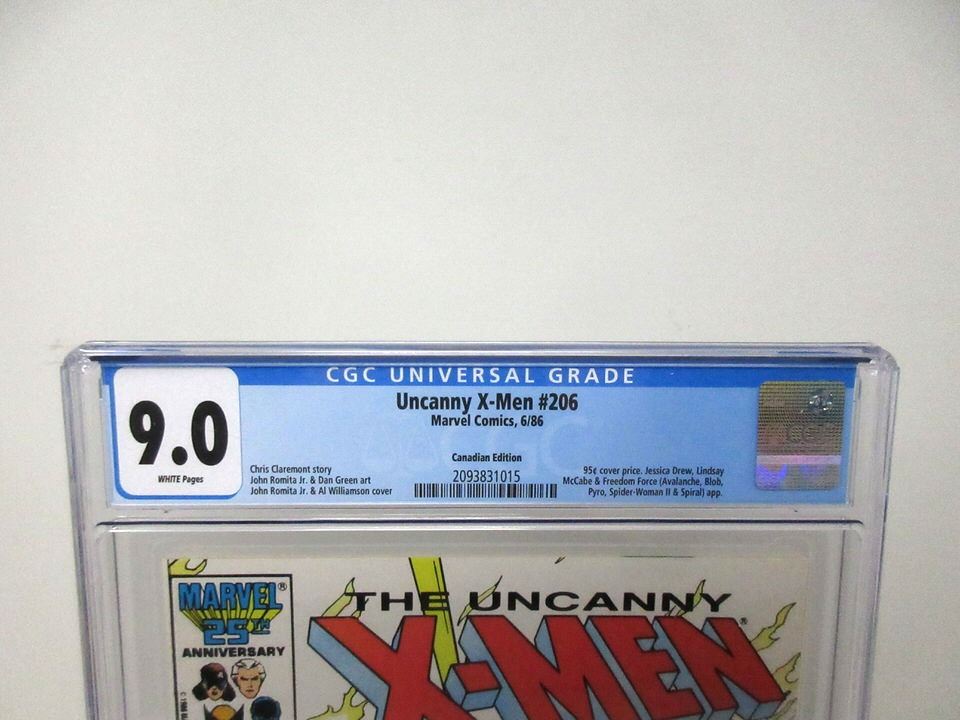 CGC UNIVERSAL GRADE
9.0
WHITE Pages
Uncanny X-Men #206
Marvel Comics, 6/86
Canadian Edition
2093831015
Chris Claremont story
John Romita Jr. & Dan Green art
John Romita Jr. & Al Williamson cover
95¢ cover price. Jessica Drew, Lindsay
McCabe & Freedom Force (Avalanche, Blob,
Pyro, Spider-Woman II & Spiral) app.
MARVEL®
25TH
ANNIVERSARY
THE UNCANNY
X-MEN®